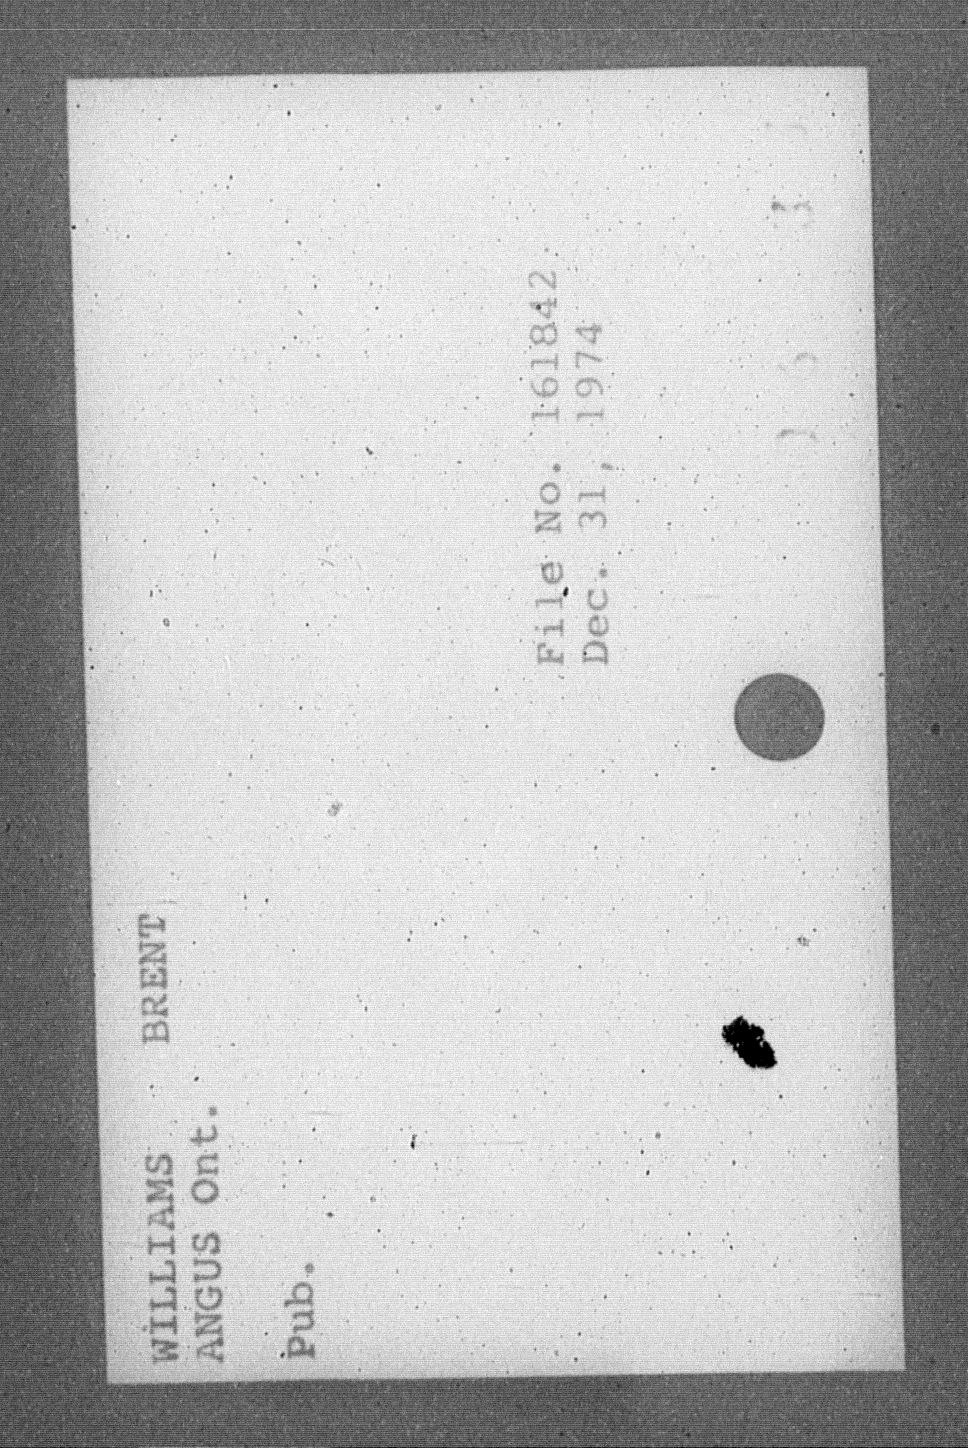 WILLIAMS BRENT
ANGUS Ont.
Pub.
File No. 161842
Dec. 31, 1974